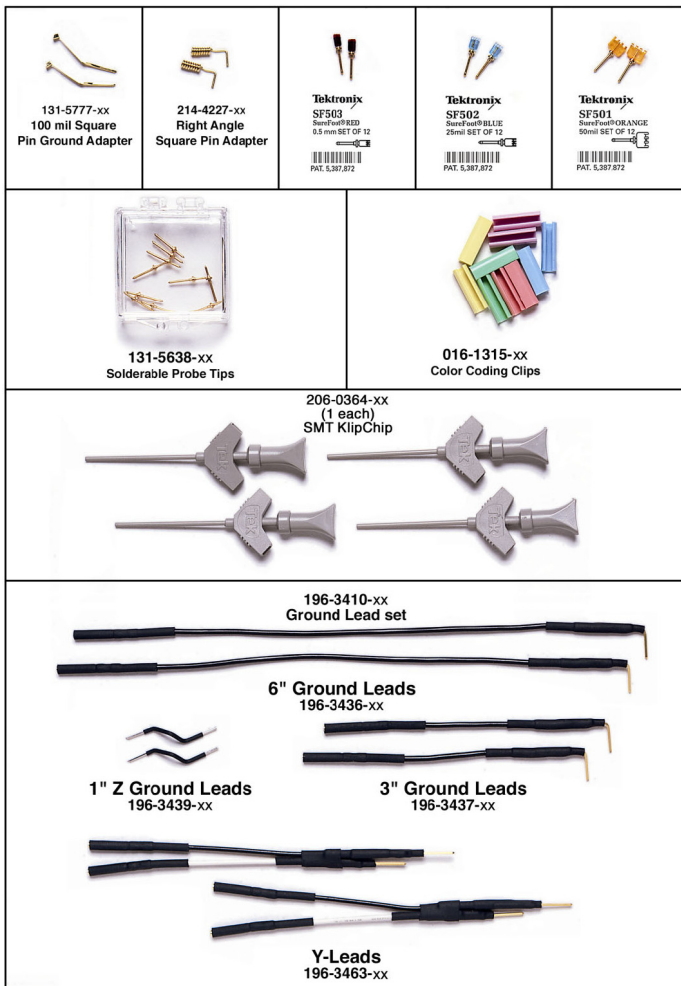 131-5777-xx
100 mil Square
Pin Ground Adapter
214-4227-xx
Right Angle
Square Pin Adapter
Tektronix
SF503
SureFoot®RED
0.5 mm SET OF 12
PAT. 5,387,872
Tektronix
SF502
SureFoot®BLUE
25mil SET OF 12
PAT. 5,387,872
Tektronix
SF501
SureFoot®ORANGE
50mil SET OF 12
PAT. 5,387,872
131-5638-xx
Solderable Probe Tips
016-1315-xx
Color Coding Clips
206-0364-xx
(1 each)
SMT KlipChip
TEK
TEK
TEK
TEK
196-3410-xx
Ground Lead set
6" Ground Leads
196-3436-xx
1" Z Ground Leads
196-3439-xx
3" Ground Leads
196-3437-xx
Y-Leads
196-3463-xx